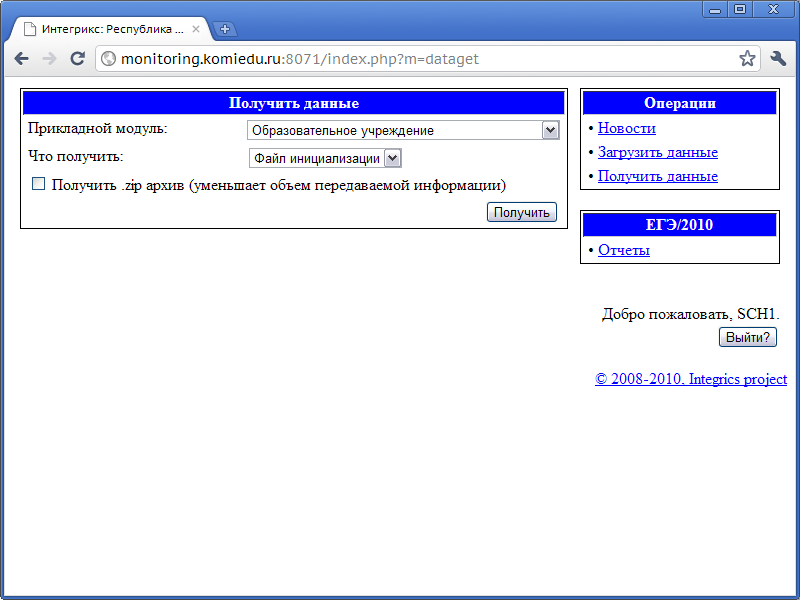 Интегрикс: Республика ...
monitoring.komiedu.ru:8071/index.php?m=dataget
Получить данные
Прикладной модуль:
Образовательное учреждение
Что получить:
Файл инициализации
Получить .zip архив (уменьшает объем передаваемой информации)
Получить
Операции
• Новости
• Загрузить данные
• Получить данные
ЕГЭ/2010
• Отчеты
Добро пожаловать, SCH1.
Выйти?
© 2008-2010. Integrics project